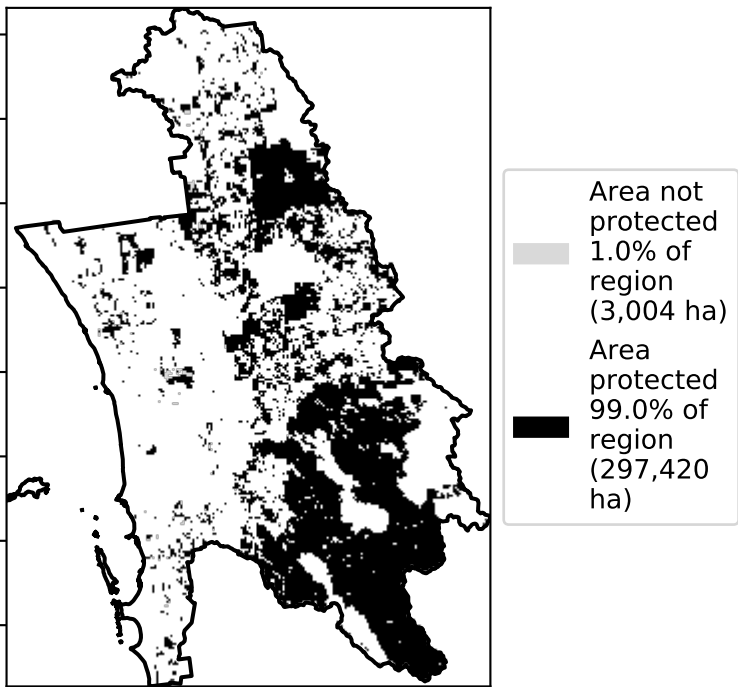 Area not
protected
1.0% of
region
(3,004 ha)
Area
protected
99.0% of
region
(297,420
ha)